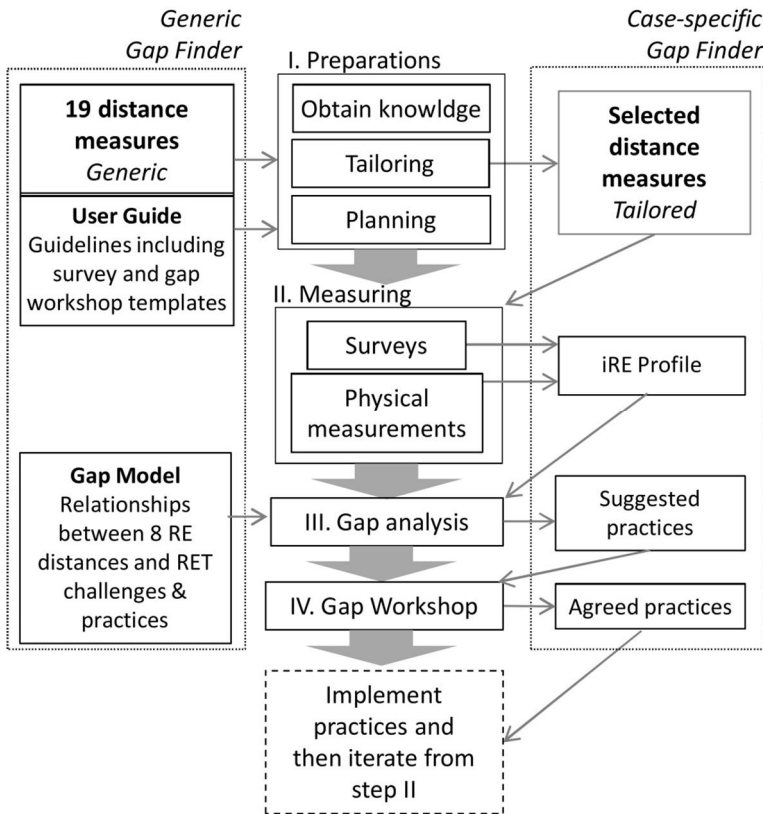 Generic
Gap Finder
19 distance
measures
Generic
User Guide
Guidelines including
survey and gap
workshop templates
Gap Model
Relationships
between 8 RE
distances and RET
challenges &
practices
I. Preparations
Obtain knowldge
Tailoring
Planning
II. Measuring
Surveys
Physical
measurements
III. Gap analysis
IV. Gap Workshop
Implement
practices and
then iterate from
step II
Case-specific
Gap Finder
Selected
distance
measures
Tailored
iRE Profile
Suggested
practices
Agreed practices